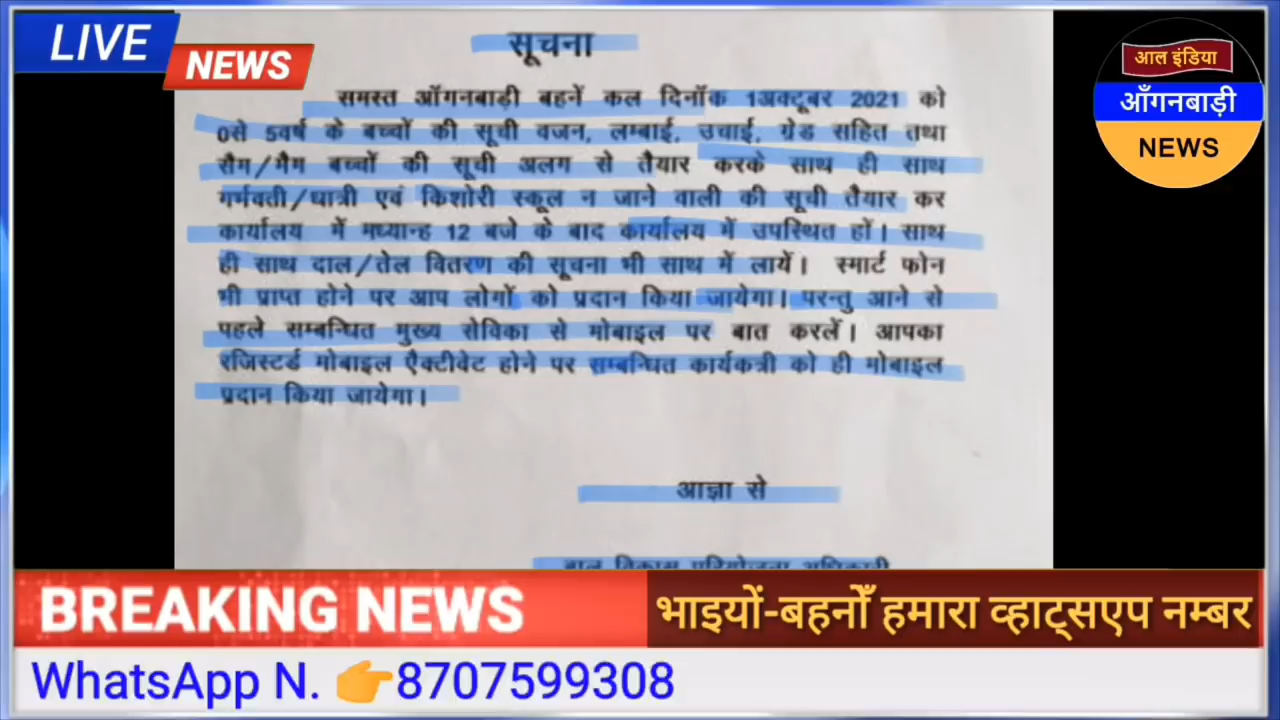 LIVE
NEWS
आल इंडिया
आँगनबाड़ी
NEWS
सूचना
समस्त ऑंगनबाड़ी बहनें कल दिनॉंक 1अक्टूबर 2021 को
0से 5वर्ष के बच्चों की सूची वजन, लम्बाई, उचाई, ग्रेड सहित तथा
सैम/मैम बच्चों की सूची अलग से तैयार करके साथ ही साथ
गर्भवती/धात्री एवं किशोरी स्कूल न जाने वाली की सूची तैयार कर
कार्यालय में मध्यान्ह 12 बजे के बाद कार्यालय में उपस्थित हों। साथ
ही साथ दाल/तेल वितरण की सूचना भी साथ में लायें। स्मार्ट फोन
भी प्राप्त होने पर आप लोगों को प्रदान किया जायेगा। परन्तु आने से
पहले सम्बन्धित मुख्य सेविका से मोबाइल पर बात करलें। आपका
रजिस्टर्ड मोबाइल ऐक्टीवेट होने पर सम्बन्धित कार्यकत्री को ही मोबाइल
प्रदान किया जायेगा।
आज्ञा से
बाल विकास परियोजना अधिकारी
BREAKING NEWS
भाइयों-बहनोँ हमारा व्हाट्सएप नम्बर
WhatsApp N. 👉8707599308